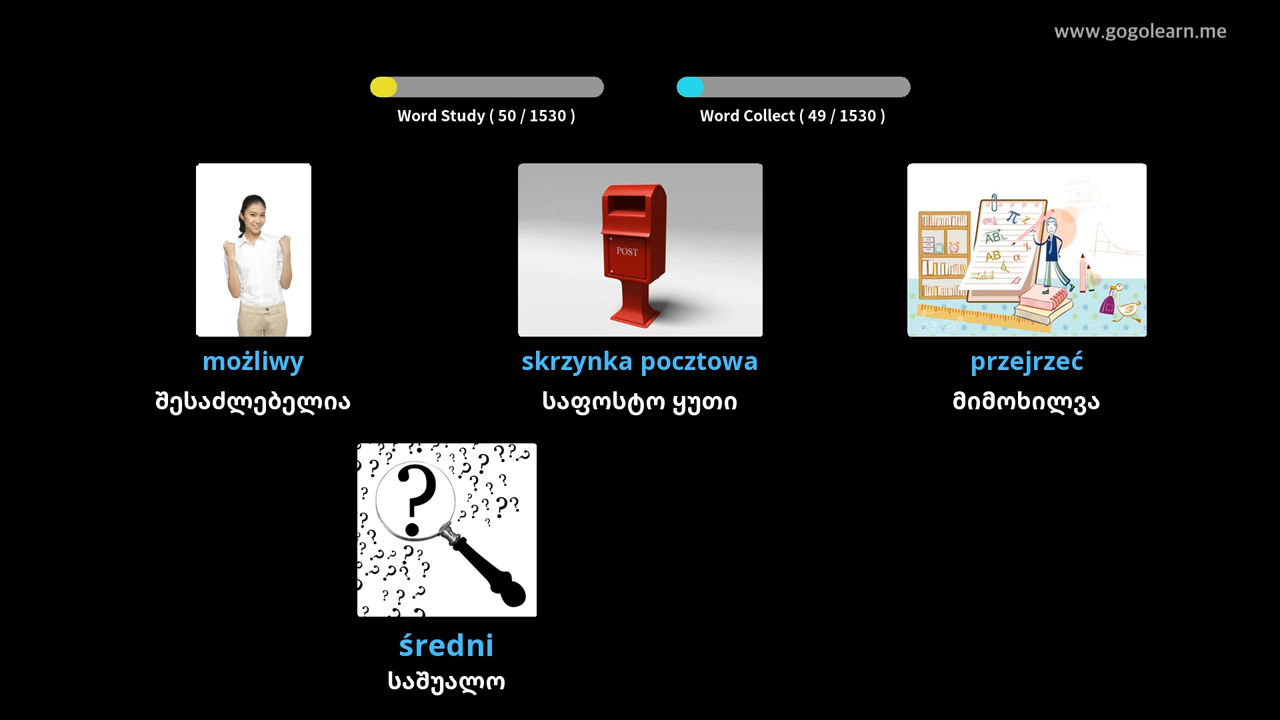 www.gogolearn.me
Word Study ( 50 / 1530 )
Word Collect ( 49 / 1530 )
POST
możliwy
skrzynka pocztowa
przejrzeć
შესაძლებელია
საფოსტო ყუთი
მიმოხილვა
?
średni
საშუალო